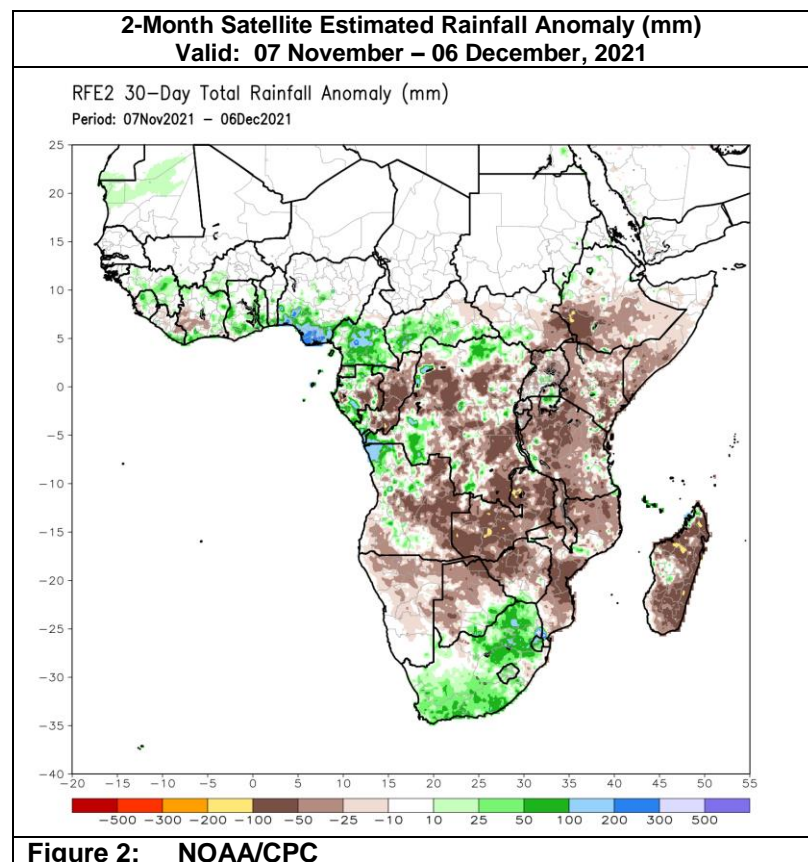 2-Month Satellite Estimated Rainfall Anomaly (mm)
Valid: 07 November – 06 December, 2021
RFE2 30-Day Total Rainfall Anomaly (mm)
Period: 07Nov2021 – 06Dec2021
25
20
15
10
5
0
-5
-10
-15
-20
-25
-30
-35
-40
-20 -15 -10 -5 0 5 10 15 20 25 30 35 40 45 50 55
-500 -300 -200 -100 -50 -25 -10 10 25 50 100 200 300 500
Figure 2: NOAA/CPC